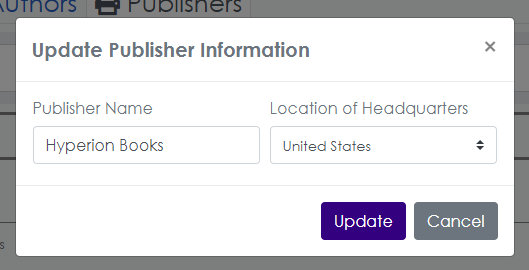 Authors Publishers
Update Publisher Information ×
Publisher Name Location of Headquarters
Hyperion Books United States
Update Cancel
s